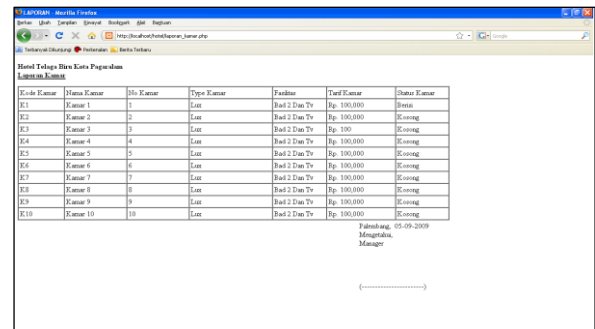 LAPORAN - Mozilla Firefox
Berkas Ubah Tampilan Riwayat Bookmark Alat Bantuan
http://localhost/hotel/laporan_kamar.php Google
Terbanyak Dikunjungi Perkenalan Berita Terbaru
Hotel Telaga Biru Kota Pagaralam
Laporan Kamar
Kode Kamar Nama Kamar No Kamar Type Kamar Fasilitas Tarif Kamar Status Kamar
K1 Kamar 1 1 Lux Bad 2 Dan Tv Rp. 100,000 Berisi
K2 Kamar 2 2 Lux Bad 2 Dan Tv Rp. 100,000 Kosong
K3 Kamar 3 3 Lux Bad 2 Dan Tv Rp. 100 Kosong
K4 Kamar 4 4 Lux Bad 2 Dan Tv Rp. 100,000 Kosong
K5 Kamar 5 5 Lux Bad 2 Dan Tv Rp. 100,000 Kosong
K6 Kamar 6 6 Lux Bad 2 Dan Tv Rp. 100,000 Kosong
K7 Kamar 7 7 Lux Bad 2 Dan Tv Rp. 100,000 Kosong
K8 Kamar 8 8 Lux Bad 2 Dan Tv Rp. 100,000 Kosong
K9 Kamar 9 9 Lux Bad 2 Dan Tv Rp. 100,000 Kosong
K10 Kamar 10 10 Lux Bad 2 Dan Tv Rp. 100,000 Kosong
Palembang, 05-09-2009
Mengetahui,
Manager
(-----------------------)